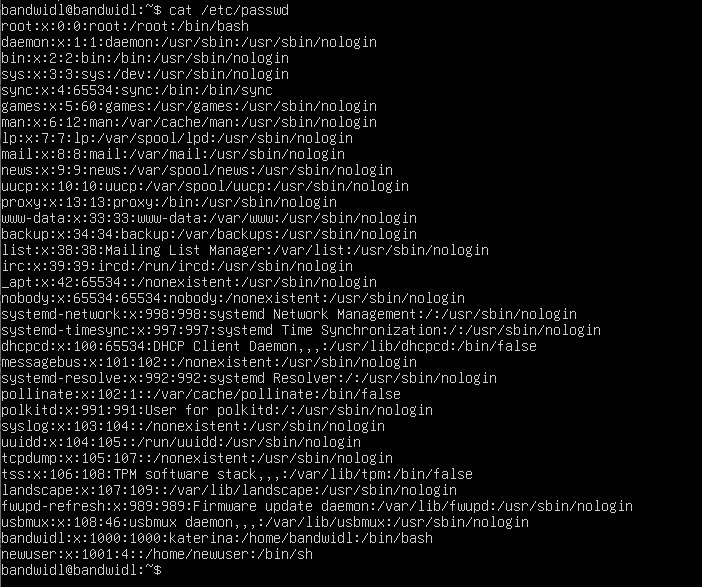 bandwidl@bandwidl:~$ cat /etc/passwd
root:x:0:0:root:/root:/bin/bash
daemon:x:1:1:daemon:/usr/sbin:/usr/sbin/nologin
bin:x:2:2:bin:/bin:/usr/sbin/nologin
sys:x:3:3:sys:/dev:/usr/sbin/nologin
sync:x:4:65534:sync:/bin:/bin/sync
games:x:5:60:games:/usr/games:/usr/sbin/nologin
man:x:6:12:man:/var/cache/man:/usr/sbin/nologin
lp:x:7:7:lp:/var/spool/lpd:/usr/sbin/nologin
mail:x:8:8:mail:/var/mail:/usr/sbin/nologin
news:x:9:9:news:/var/spool/news:/usr/sbin/nologin
uucp:x:10:10:uucp:/var/spool/uucp:/usr/sbin/nologin
proxy:x:13:13:proxy:/bin:/usr/sbin/nologin
www-data:x:33:33:www-data:/var/www:/usr/sbin/nologin
backup:x:34:34:backup:/var/backups:/usr/sbin/nologin
list:x:38:38:Mailing List Manager:/var/list:/usr/sbin/nologin
irc:x:39:39:ircd:/run/ircd:/usr/sbin/nologin
_apt:x:42:65534::/nonexistent:/usr/sbin/nologin
nobody:x:65534:65534:nobody:/nonexistent:/usr/sbin/nologin
systemd-network:x:998:998:systemd Network Management:/:/usr/sbin/nologin
systemd-timesync:x:997:997:systemd Time Synchronization:/:/usr/sbin/nologin
dhcpcd:x:100:65534:DHCP Client Daemon,,,:/usr/lib/dhcpcd:/bin/false
messagebus:x:101:102::/nonexistent:/usr/sbin/nologin
systemd-resolve:x:992:992:systemd Resolver:/:/usr/sbin/nologin
pollinate:x:102:1::/var/cache/pollinate:/bin/false
polkitd:x:991:991:User for polkitd:/:/usr/sbin/nologin
syslog:x:103:104::/nonexistent:/usr/sbin/nologin
uuidd:x:104:105::/run/uuidd:/usr/sbin/nologin
tcpdump:x:105:107::/nonexistent:/usr/sbin/nologin
tss:x:106:108:TPM software stack,,,:/var/lib/tpm:/bin/false
landscape:x:107:109::/var/lib/landscape:/usr/sbin/nologin
fwupd-refresh:x:989:989:Firmware update daemon:/var/lib/fwupd:/usr/sbin/nologin
usbmux:x:108:46:usbmux daemon,,,:/var/lib/usbmux:/usr/sbin/nologin
bandwidl:x:1000:1000:katerina:/home/bandwidl:/bin/bash
newuser:x:1001:4::/home/newuser:/bin/sh
bandwidl@bandwidl:~$